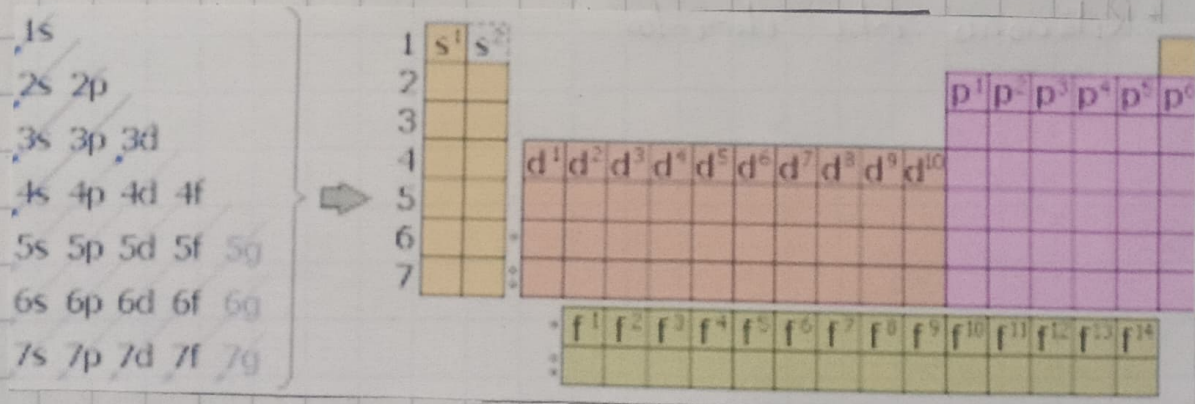 1s
2s 2p
3s 3p 3d
4s 4p 4d 4f
5s 5p 5d 5f 5g
6s 6p 6d 6f 6g
7s 7p 7d 7f 7g
1 s¹ s²
2 p¹ p² p³ p⁴ p⁵ p⁶
3
4 d¹ d² d³ d⁴ d⁵ d⁶ d⁷ d⁸ d⁹ d¹⁰
5
6 *
7 **
* f¹ f² f³ f⁴ f⁵ f⁶ f⁷ f⁸ f⁹ f¹⁰ f¹¹ f¹² f¹³ f¹⁴
**